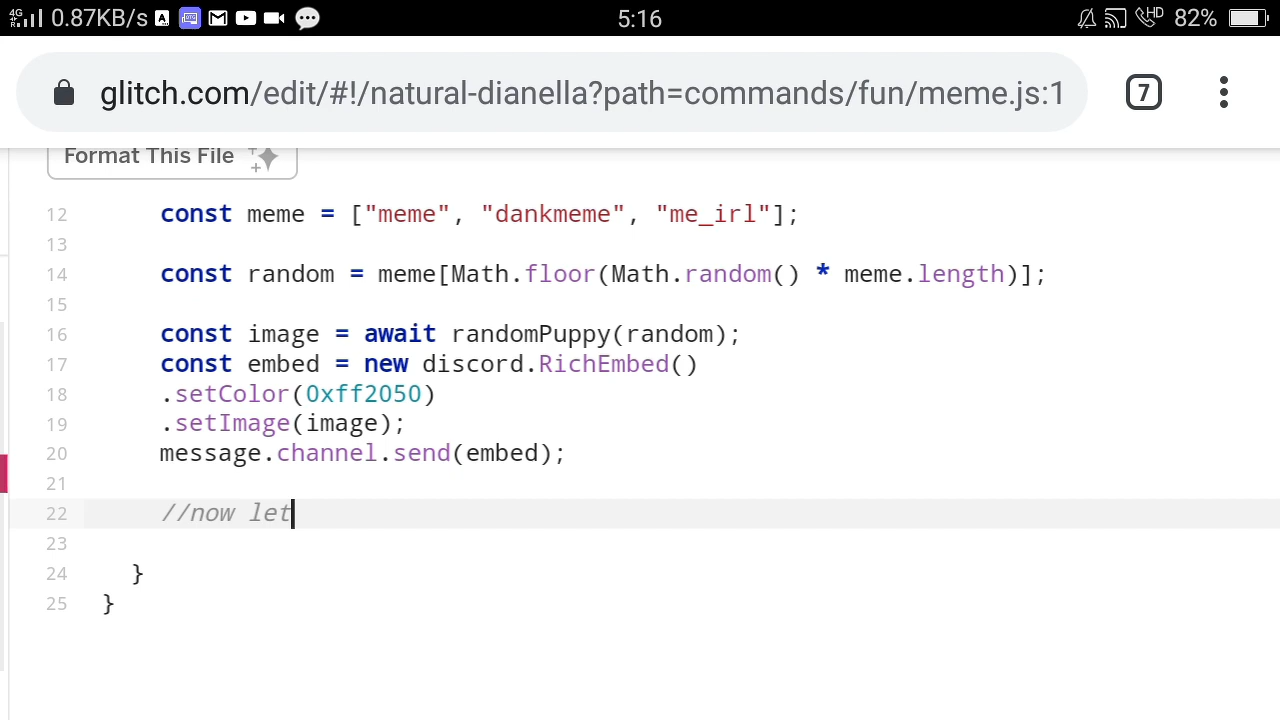 4G
R
0.87KB/s A 5:16 HD 82%
glitch.com/edit/#!/natural-dianella?path=commands/fun/meme.js:1 7
Format This File
12 const meme = ["meme", "dankmeme", "me_irl"];
13
14 const random = meme[Math.floor(Math.random() * meme.length)];
15
16 const image = await randomPuppy(random);
17 const embed = new discord.RichEmbed()
18 .setColor(0xff2050)
19 .setImage(image);
20 message.channel.send(embed);
21
22 //now let
23
24 }
25 }